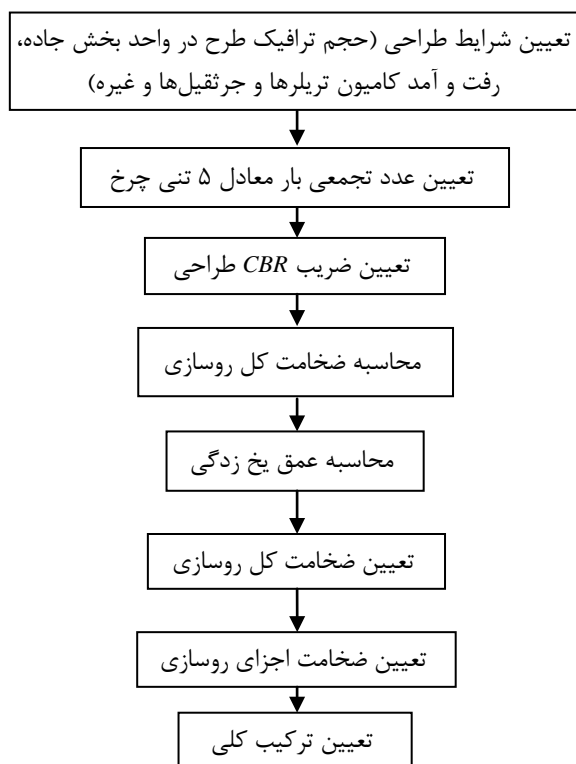 تعیین شرایط طراحی (حجم ترافیک طرح در واحد بخش جاده،
رفت و آمد کامیون تریلرها و جرثقیل‌ها و غیره)
تعیین عدد تجمعی بار معادل ۵ تنی چرخ
تعیین ضریب CBR طراحی
محاسبه ضخامت کل روسازی
محاسبه عمق یخ زدگی
تعیین ضخامت کل روسازی
تعیین ضخامت اجزای روسازی
تعیین ترکیب کلی